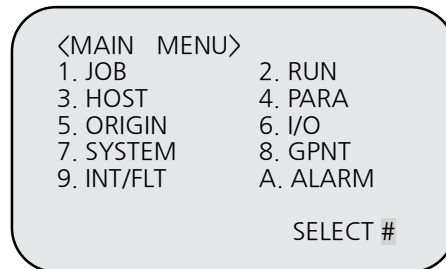 〈MAIN MENU〉
1. JOB 2. RUN
3. HOST 4. PARA
5. ORIGIN 6. I/O
7. SYSTEM 8. GPNT
9. INT/FLT A. ALARM
SELECT #